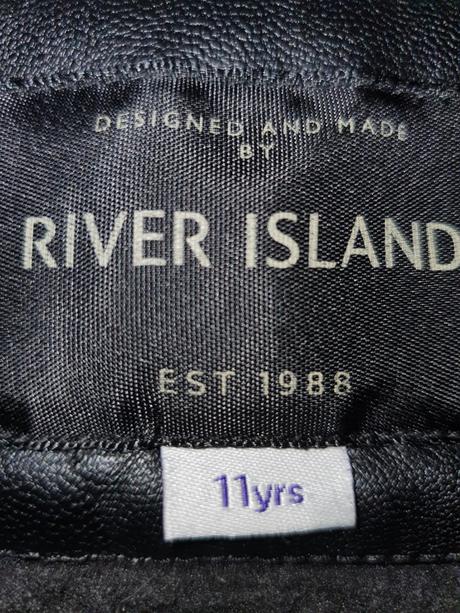 DESIGNED AND MADE
BY
RIVER ISLAND
EST 1988
11yrs